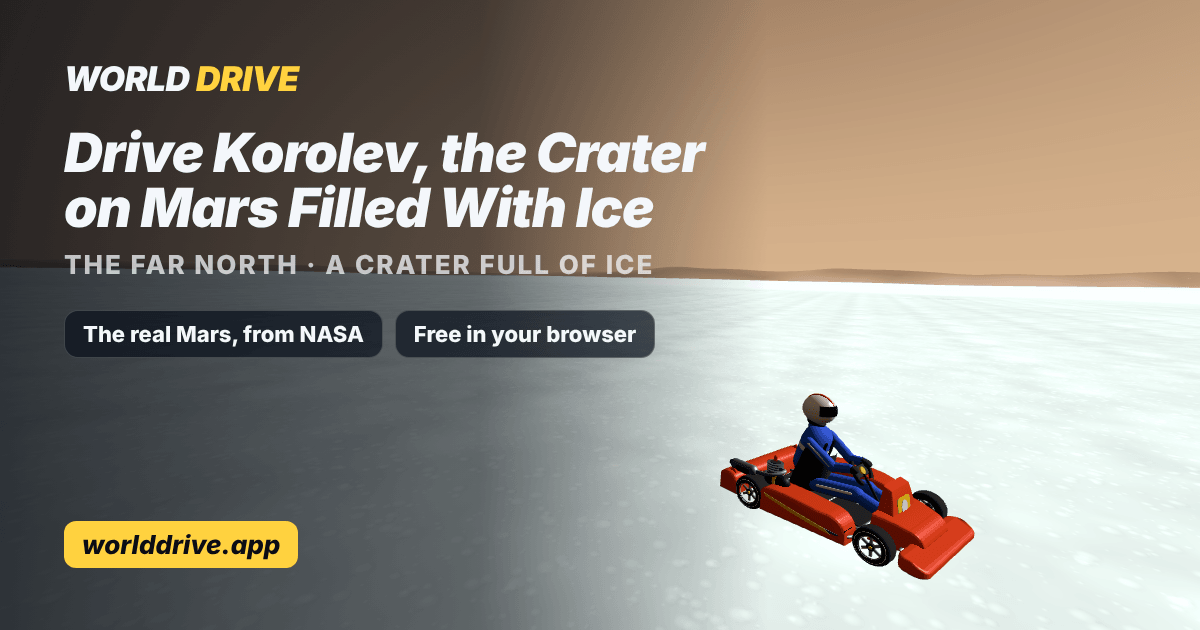 WORLD DRIVE
Drive Korolev, the Crater
on Mars Filled With Ice
THE FAR NORTH · A CRATER FULL OF ICE
The real Mars, from NASA
Free in your browser
worlddrive.app